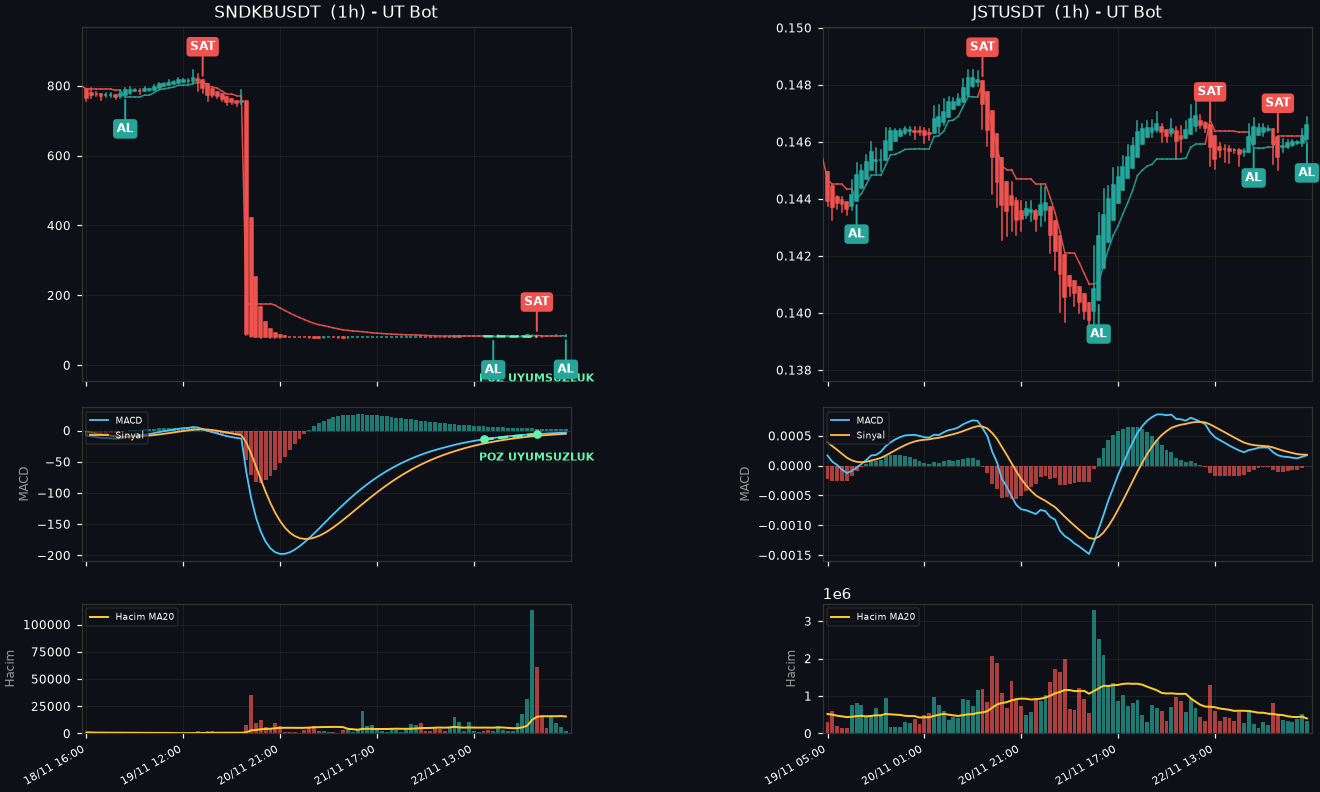 SNDKBUSDT  (1h) - UT Bot
800
600
400
200
0
SAT
AL
SAT
AL
AL
POZ UYUMSUZLUK
MACD
MACD
Sinyal
0
−50
−100
−150
−200
POZ UYUMSUZLUK
Hacim
Hacim MA20
100000
75000
50000
25000
0
18/11 16:00
19/11 12:00
20/11 21:00
21/11 17:00
22/11 13:00
JSTUSDT  (1h) - UT Bot
0.150
0.148
0.146
0.144
0.142
0.140
0.138
SAT
SAT
SAT
AL
AL
AL
AL
MACD
MACD
Sinyal
0.0005
0.0000
−0.0005
−0.0010
−0.0015
1e6
Hacim
Hacim MA20
3
2
1
0
19/11 05:00
20/11 01:00
20/11 21:00
21/11 17:00
22/11 13:00